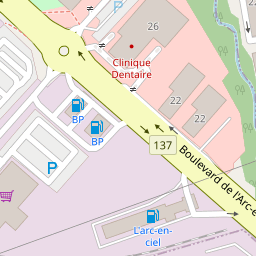 P
26
Clinique
Dentaire
22
22
BP
BP
137
P
Boulevard de l'Arc-e
L'arc-en-
ciel